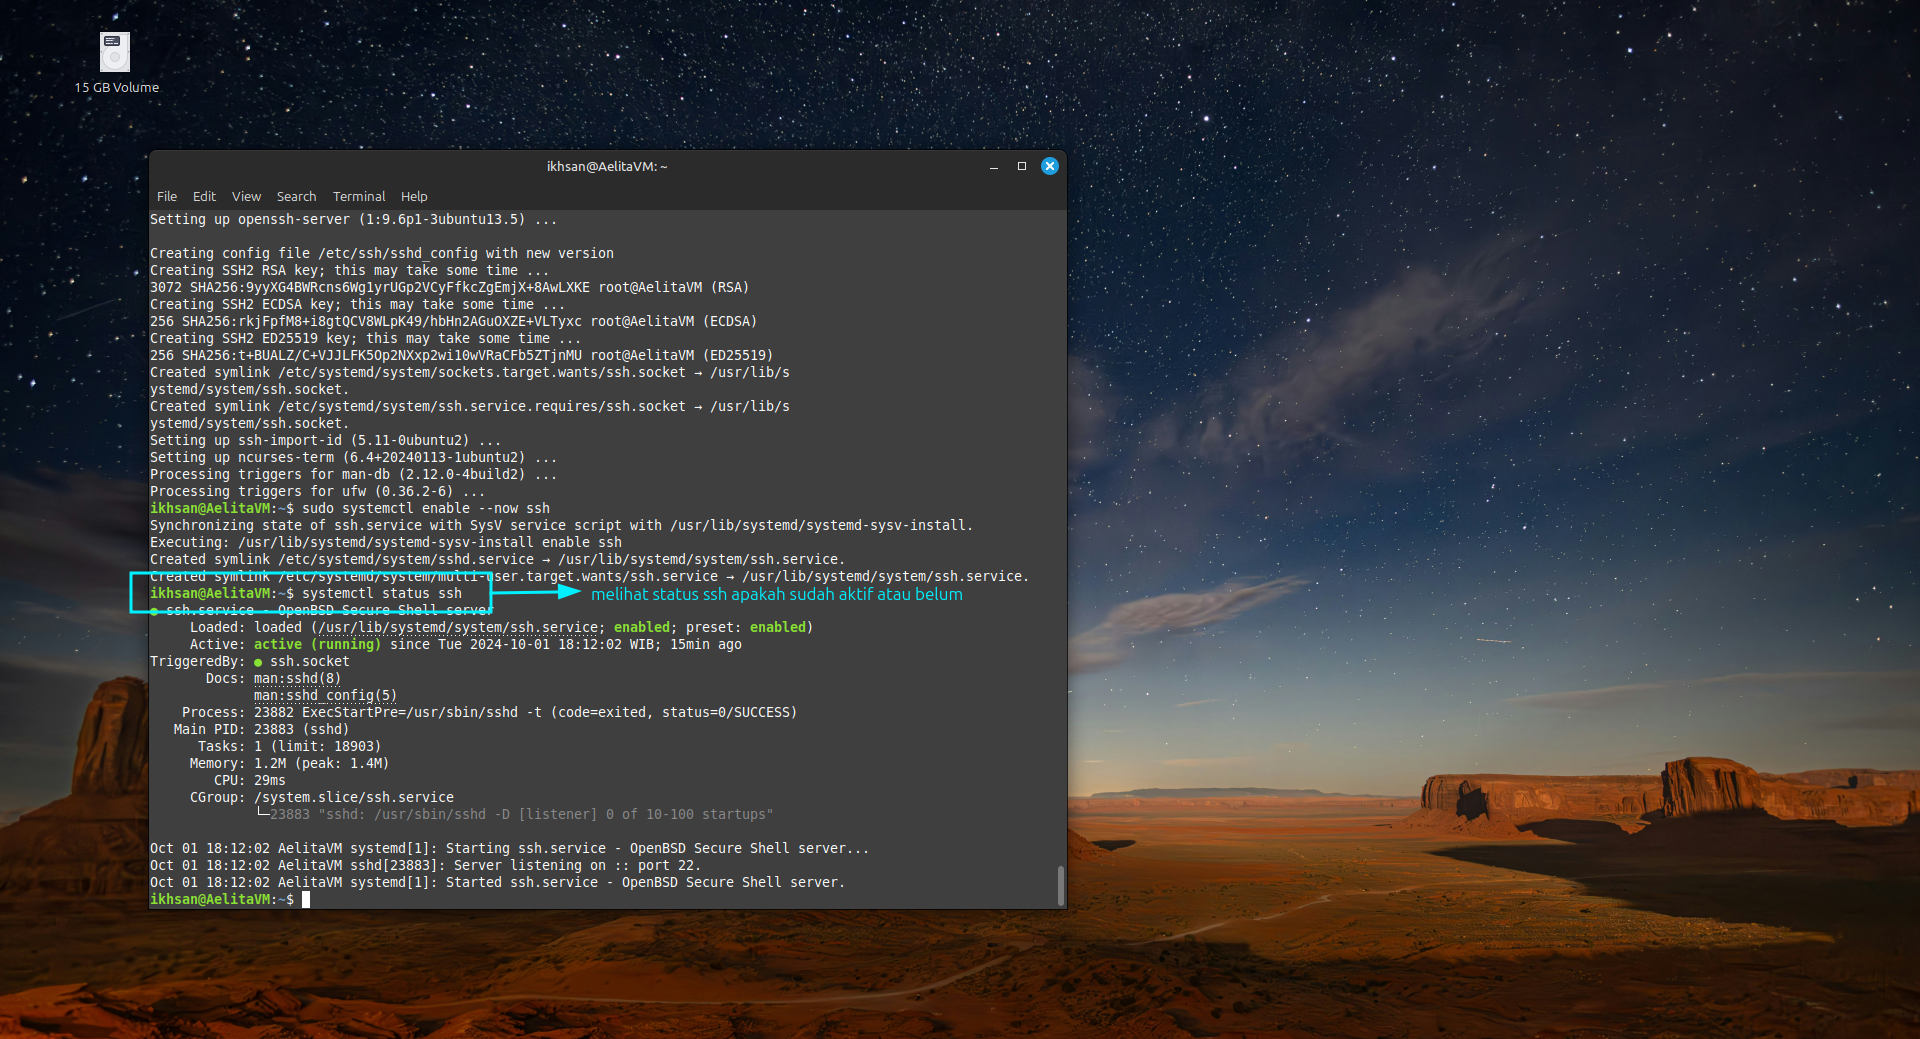 15 GB Volume
ikhsan@AelitaVM: ~
File Edit View Search Terminal Help
Setting up openssh-server (1:9.6p1-3ubuntu13.5) ...
Creating config file /etc/ssh/sshd_config with new version
Creating SSH2 RSA key; this may take some time ...
3072 SHA256:9yyXG4BWRcns6Wg1yrUGp2VCyFfkcZgEmjX+8AwLXKE root@AelitaVM (RSA)
Creating SSH2 ECDSA key; this may take some time ...
256 SHA256:rkjFpfM8+i8gtQCV8WLpK49/hbHn2AGuOXZE+VLTyxc root@AelitaVM (ECDSA)
Creating SSH2 ED25519 key; this may take some time ...
256 SHA256:t+BUALZ/C+VJJLFK5Op2NXxp2wi10wVRaCFb5ZTjnMU root@AelitaVM (ED25519)
Created symlink /etc/systemd/system/sockets.target.wants/ssh.socket → /usr/lib/s
ystemd/system/ssh.socket.
Created symlink /etc/systemd/system/ssh.service.requires/ssh.socket → /usr/lib/s
ystemd/system/ssh.socket.
Setting up ssh-import-id (5.11-0ubuntu2) ...
Setting up ncurses-term (6.4+20240113-1ubuntu2) ...
Processing triggers for man-db (2.12.0-4build2) ...
Processing triggers for ufw (0.36.2-6) ...
ikhsan@AelitaVM:~$ sudo systemctl enable --now ssh
Synchronizing state of ssh.service with SysV service script with /usr/lib/systemd/systemd-sysv-install.
Executing: /usr/lib/systemd/systemd-sysv-install enable ssh
Created symlink /etc/systemd/system/sshd.service → /usr/lib/systemd/system/ssh.service.
Created symlink /etc/systemd/system/multi-user.target.wants/ssh.service → /usr/lib/systemd/system/ssh.service.
ikhsan@AelitaVM:~$ systemctl status ssh
melihat status ssh apakah sudah aktif atau belum
● ssh.service - OpenBSD Secure Shell server
Loaded: loaded (/usr/lib/systemd/system/ssh.service; enabled; preset: enabled)
Active: active (running) since Tue 2024-10-01 18:12:02 WIB; 15min ago
TriggeredBy: ● ssh.socket
Docs: man:sshd(8)
man:sshd_config(5)
Process: 23882 ExecStartPre=/usr/sbin/sshd -t (code=exited, status=0/SUCCESS)
Main PID: 23883 (sshd)
Tasks: 1 (limit: 18903)
Memory: 1.2M (peak: 1.4M)
CPU: 29ms
CGroup: /system.slice/ssh.service
└─23883 "sshd: /usr/sbin/sshd -D [listener] 0 of 10-100 startups"
Oct 01 18:12:02 AelitaVM systemd[1]: Starting ssh.service - OpenBSD Secure Shell server...
Oct 01 18:12:02 AelitaVM sshd[23883]: Server listening on :: port 22.
Oct 01 18:12:02 AelitaVM systemd[1]: Started ssh.service - OpenBSD Secure Shell server.
ikhsan@AelitaVM:~$